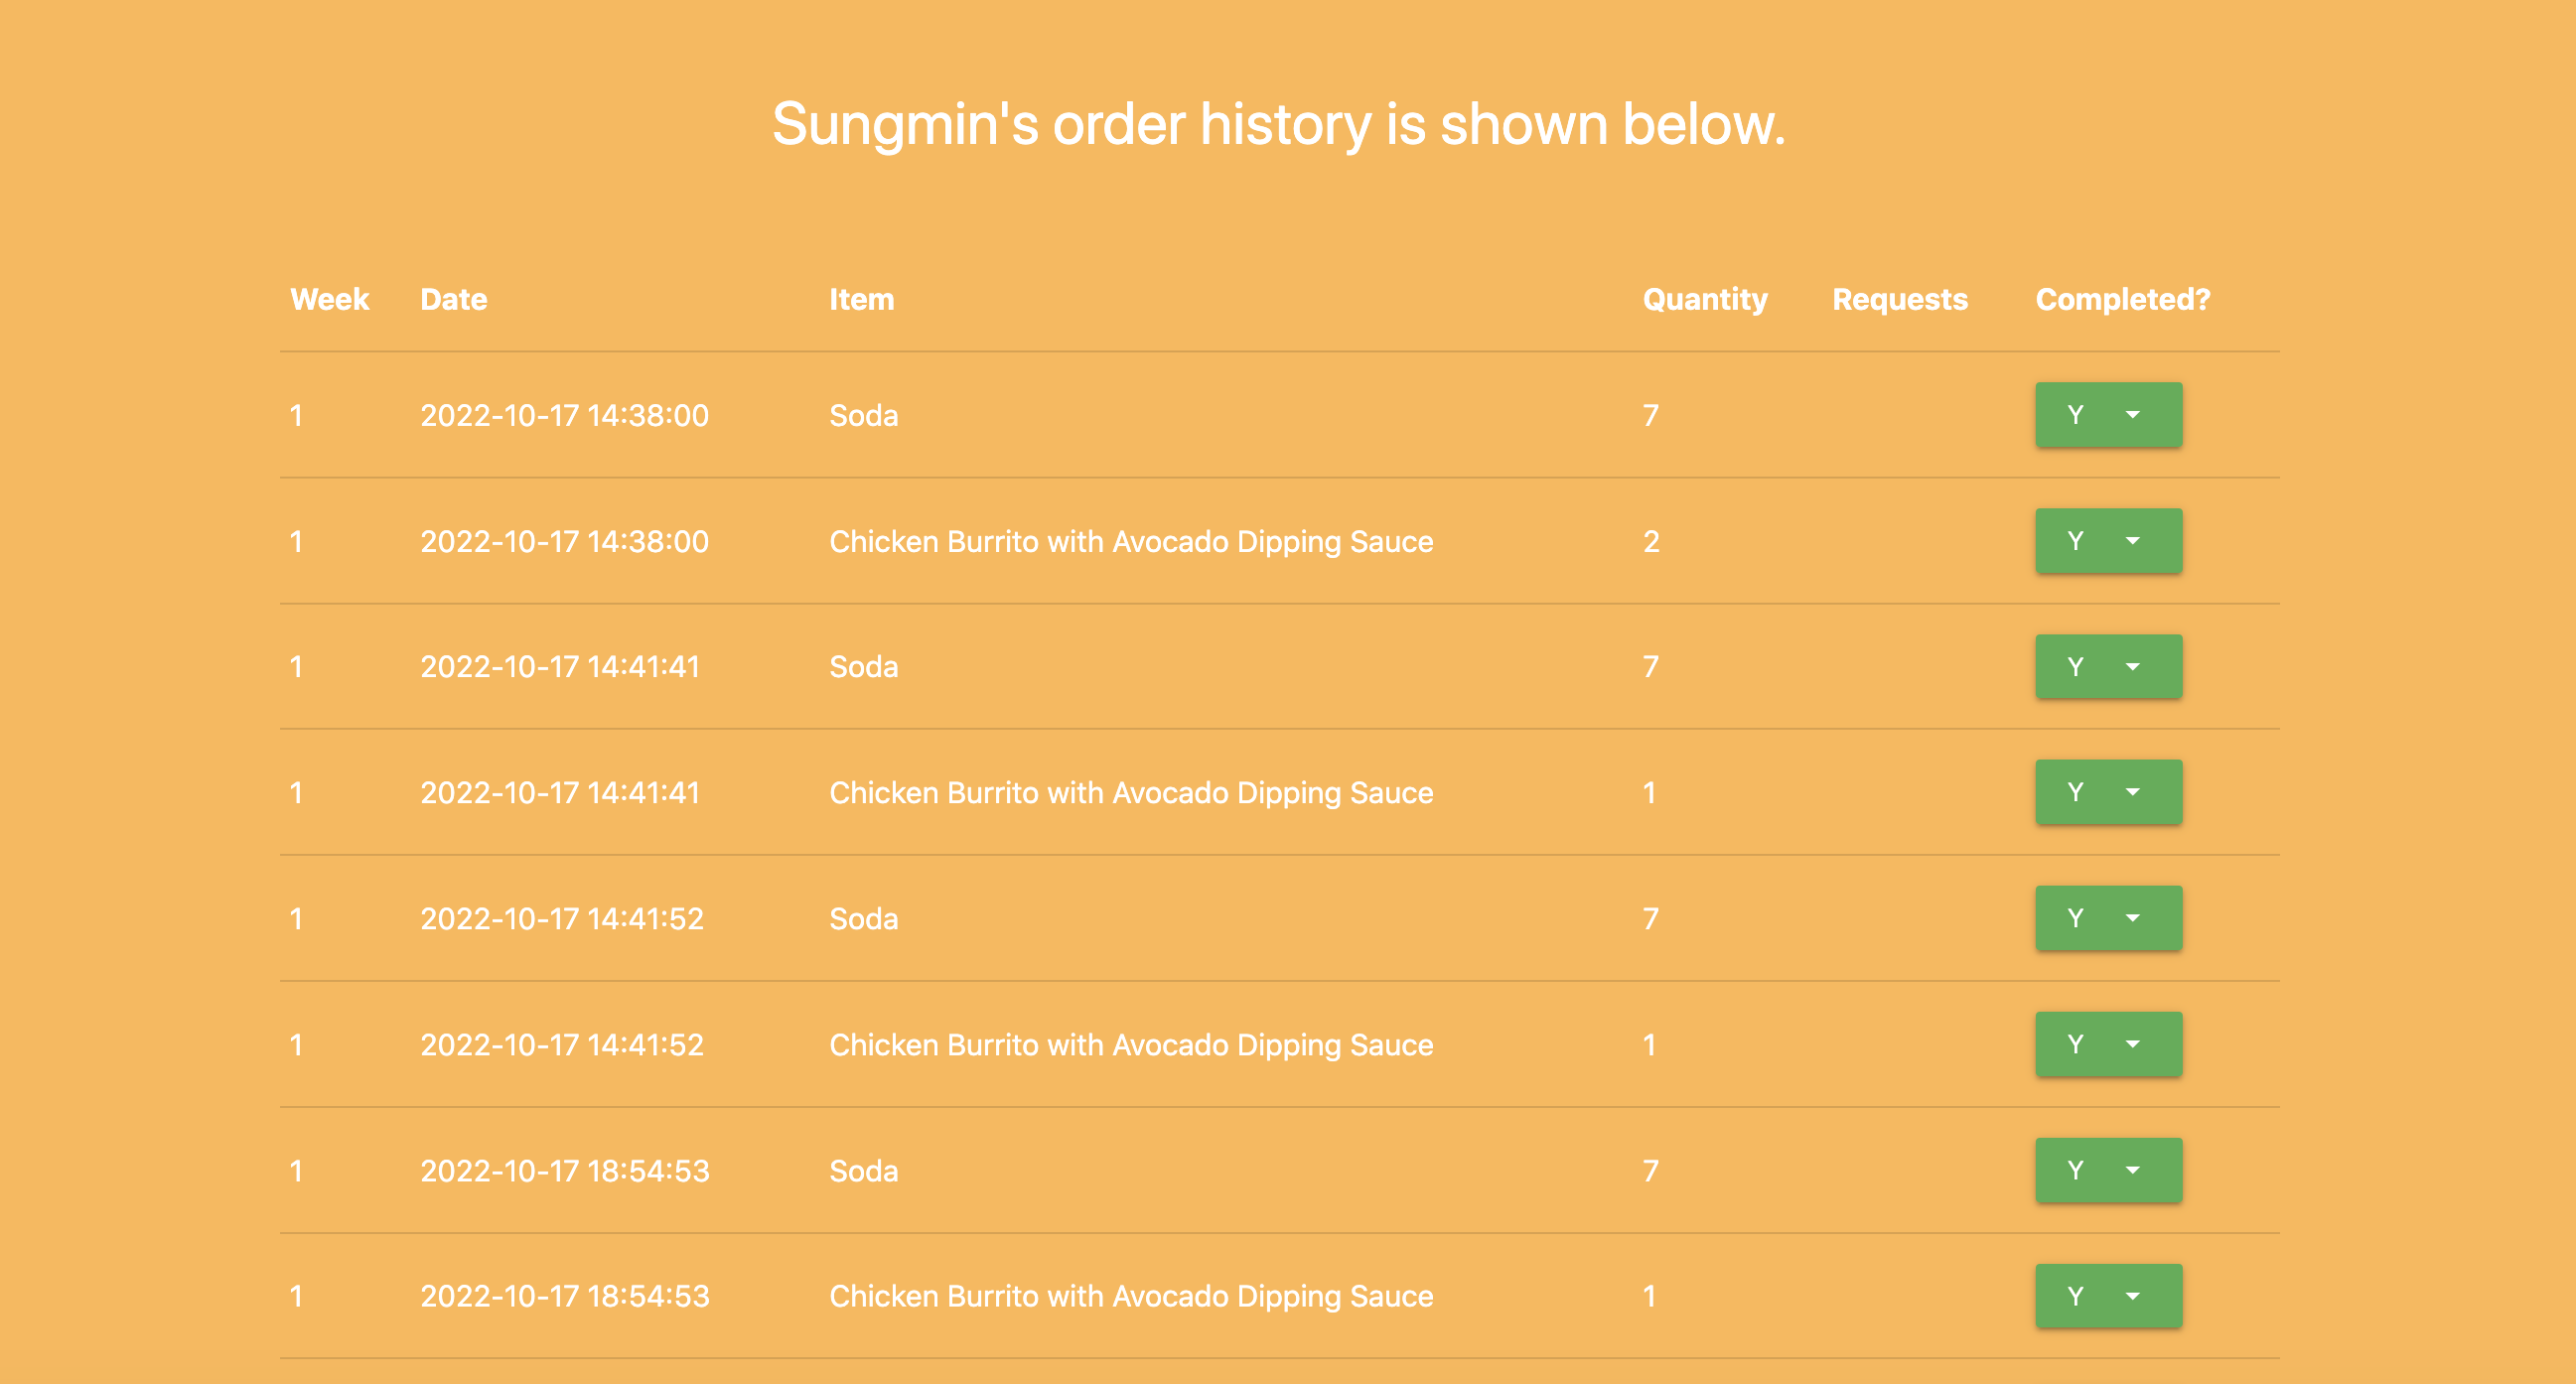 Sungmin's order history is shown below.
Week Date Item Quantity Requests Completed?
1 2022-10-17 14:38:00 Soda 7 Y
1 2022-10-17 14:38:00 Chicken Burrito with Avocado Dipping Sauce 2 Y
1 2022-10-17 14:41:41 Soda 7 Y
1 2022-10-17 14:41:41 Chicken Burrito with Avocado Dipping Sauce 1 Y
1 2022-10-17 14:41:52 Soda 7 Y
1 2022-10-17 14:41:52 Chicken Burrito with Avocado Dipping Sauce 1 Y
1 2022-10-17 18:54:53 Soda 7 Y
1 2022-10-17 18:54:53 Chicken Burrito with Avocado Dipping Sauce 1 Y